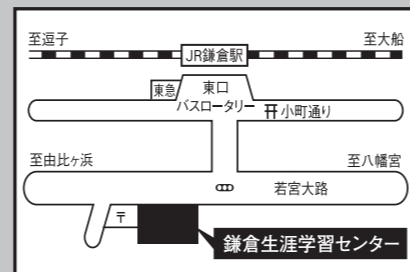 至逗子
至大船
JR鎌倉駅
東急
東口
バスロータリー
小町通り
至由比ヶ浜
至八幡宮
若宮大路
〒
鎌倉生涯学習センター